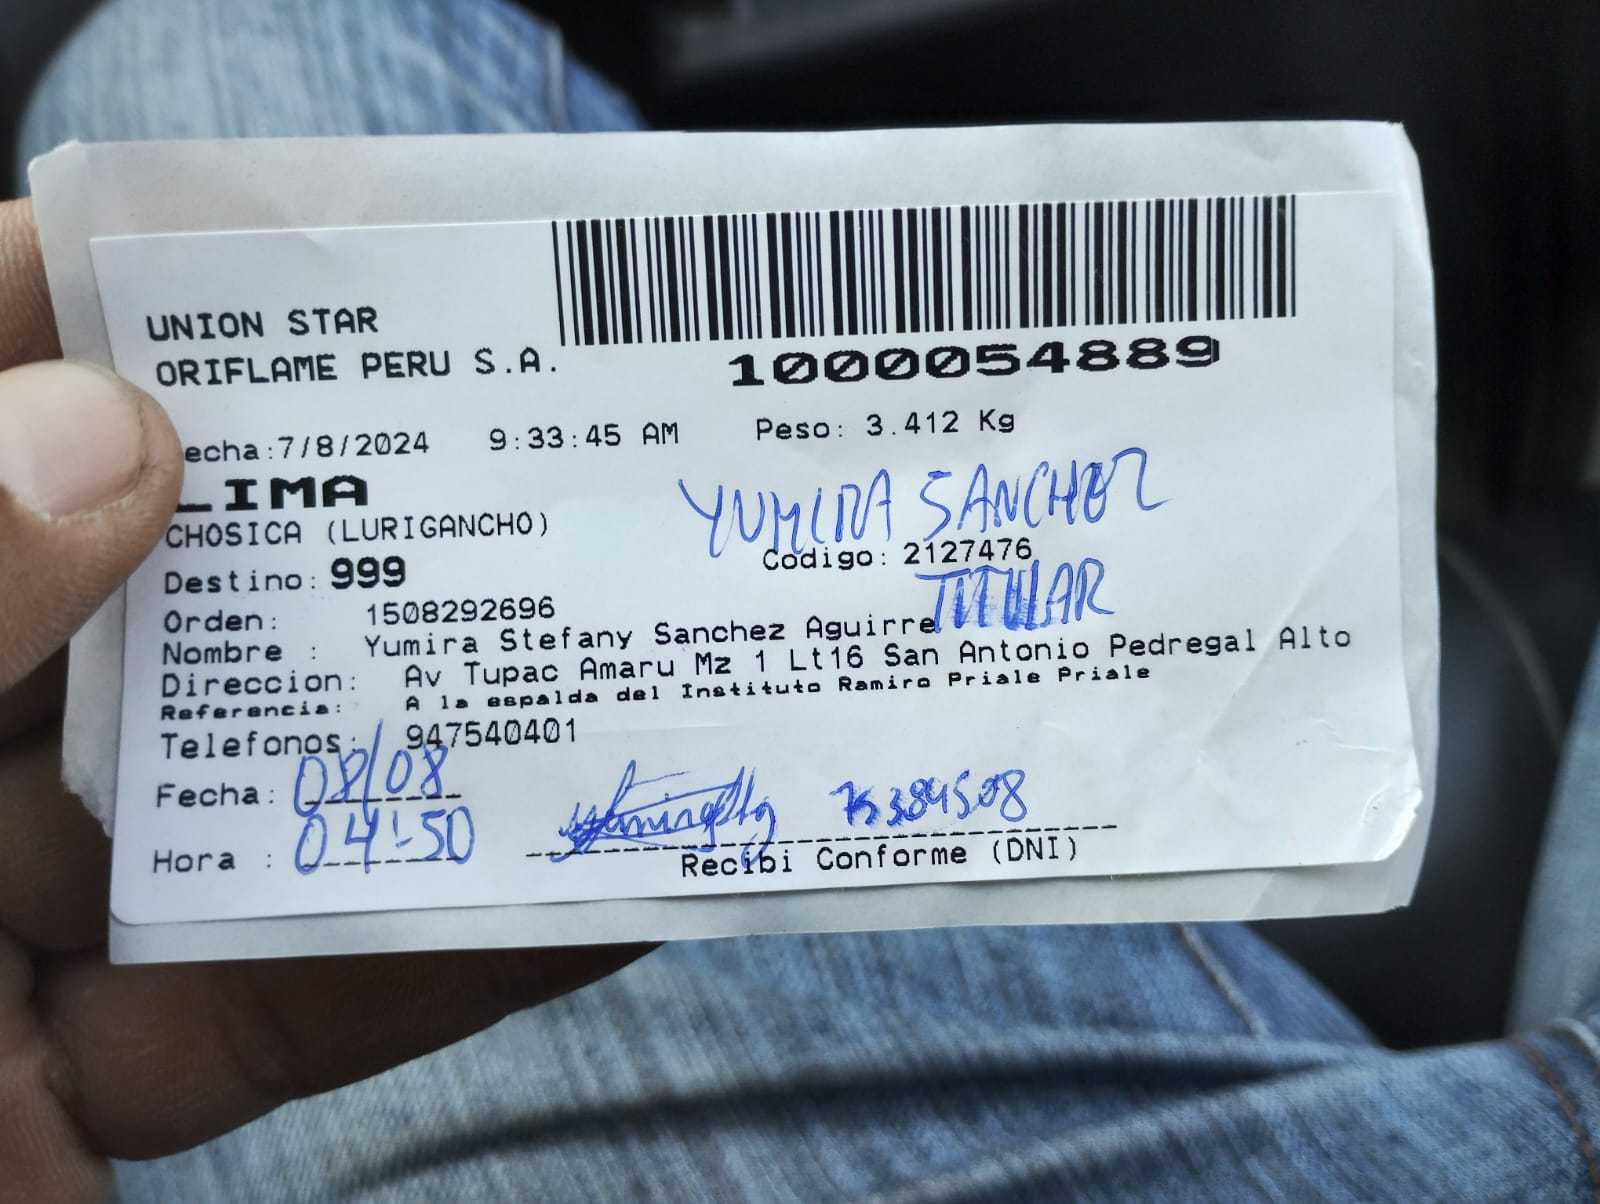 UNION STAR
ORIFLAME PERU S.A.
1000054889
echa:7/8/2024 9:33:45 AM Peso: 3.412 Kg
LIMA
YUMIRA SANCHEZ
CHOSICA (LURIGANCHO)
Codigo: 2127476
Destino: 999
TITULAR
Orden: 1508292696
Nombre : Yumira Stefany Sanchez Aguirre
Direccion: Av Tupac Amaru Mz 1 Lt16 San Antonio Pedregal Alto
Referencia: A la espalda del Instituto Ramiro Priale Priale
Telefonos: 947540401
Fecha: 08/08
75384508
Hora : 04:50
Recibi Conforme (DNI)